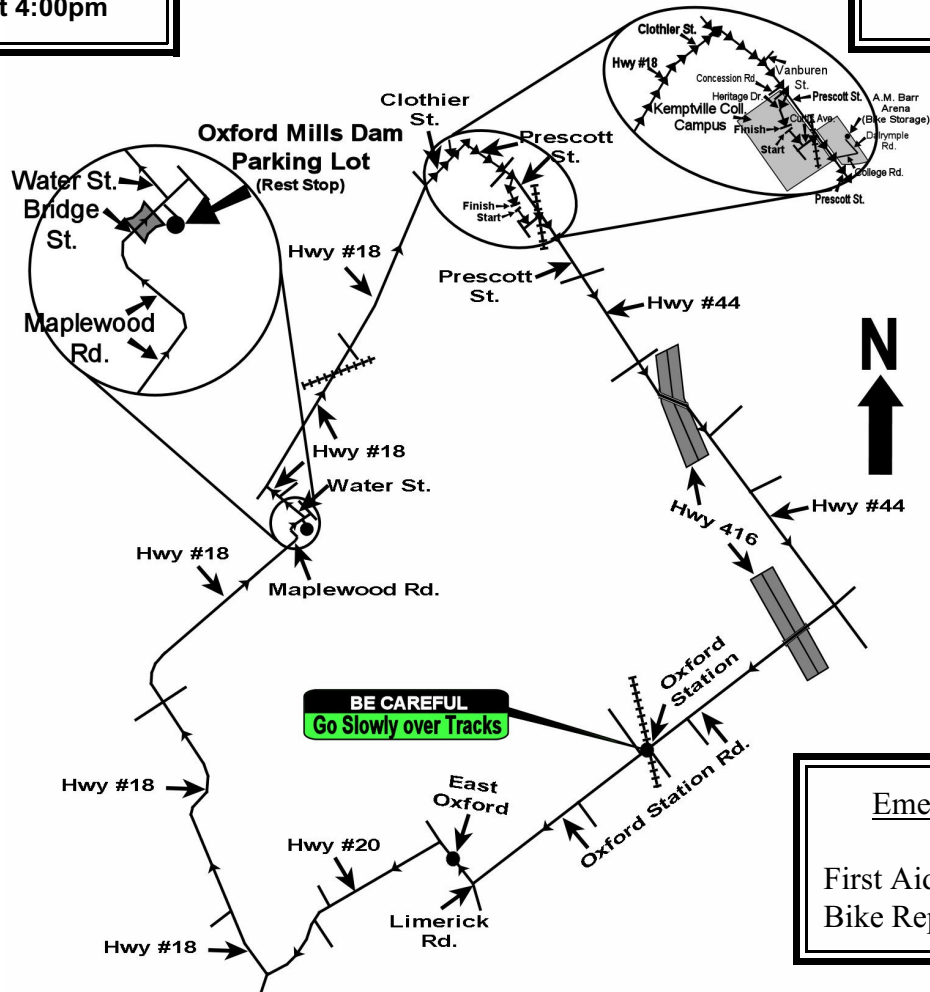 t 4:00pm
Clothier St.
Hwy #18
Vanburen
St.
Concession Rd.
Heritage Dr.
Prescott St.
A.M. Barr
Arena
(Bike Storage)
Kemptville Coll.
Campus
Curtis Ave.
Finish
Start
Dalrymple
Rd.
College Rd.
Prescott St.
Clothier
St.
Prescott
St.
Finish
Start
Oxford Mills Dam
Parking Lot
(Rest Stop)
Water St.
Bridge
St.
Maplewood
Rd.
Hwy #18
Prescott
St.
Hwy #44
N
Hwy #18
Water St.
Hwy #44
Hwy 416
Hwy #18
Maplewood Rd.
Oxford
Station
BE CAREFUL
Go Slowly over Tracks
Oxford Station Rd.
Hwy #18
East
Oxford
Hwy #20
Limerick
Rd.
Hwy #18
Eme
First Aid
Bike Rep